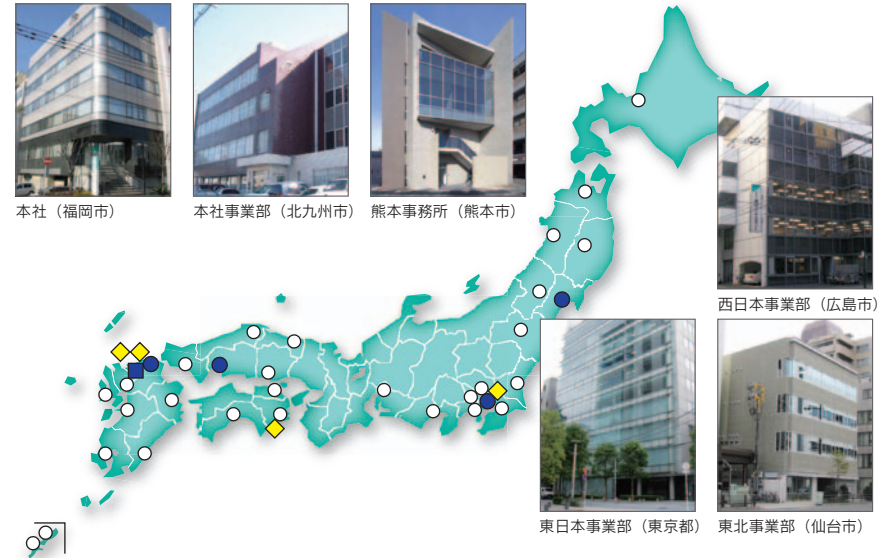 本社（福岡市）
本社事業部（北九州市）
熊本事務所（熊本市）
西日本事業部（広島市）
東日本事業部（東京都）
東北事業部（仙台市）